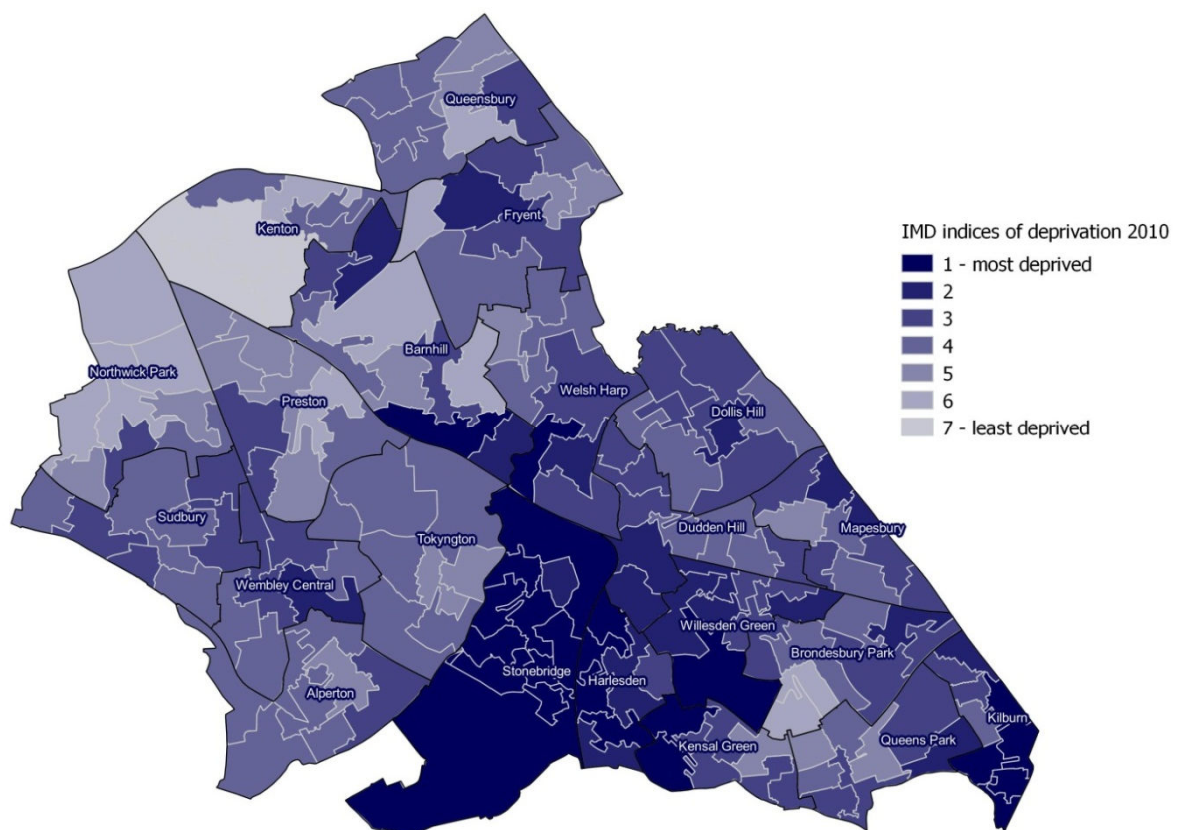 Queensbury
Fryent
Kenton
Barnhill
Northwick Park
Preston
Welsh Harp
Dollis Hill
Sudbury
Tokyngton
Dudden Hill
Mapesbury
Wembley Central
Willesden Green
Brondesbury Park
Stonebridge
Harlesden
Alperton
Kensal Green
Queens Park
Kilburn
IMD indices of deprivation 2010
1 - most deprived
2
3
4
5
6
7 - least deprived